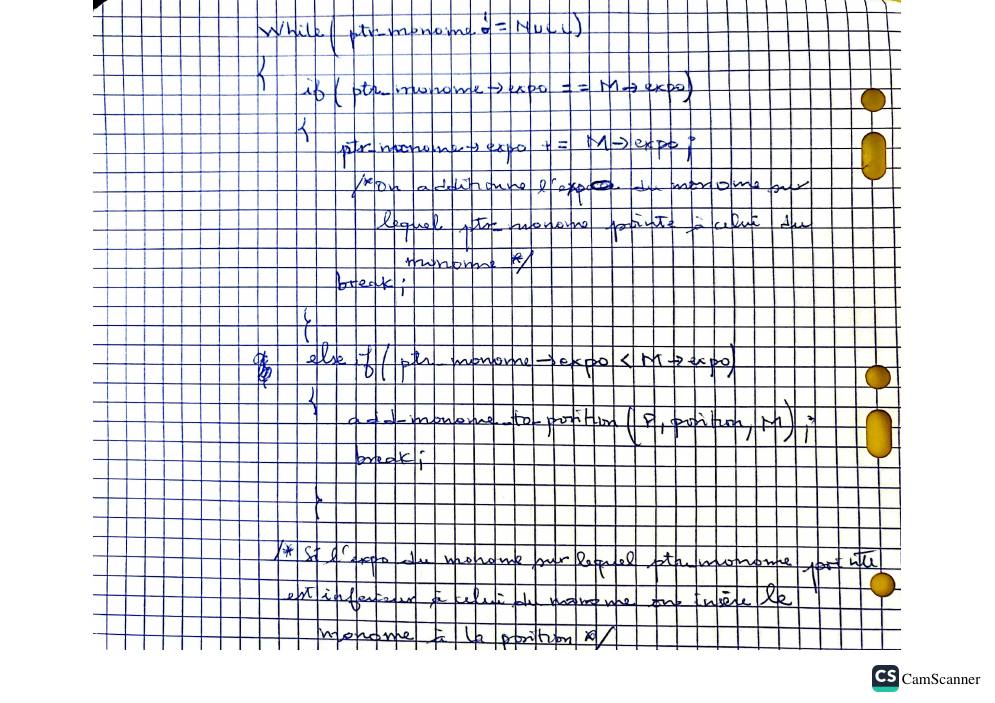 While( ptr_monome != NULL)
{
if( ptr_monome->expo == M->expo)
{
ptr_monome->expo += M->expo;
/*On additionne l'expo du monome sur
lequel ptr_monome pointe à celui du
monome */
break;
}
else if( ptr_monome->expo < M->expo)
{
add_monome_to_position(P, position, M);
break;
}
/* Si l'expo du monome sur lequel ptr_monome pointe
est inférieur à celui du monome on insère le
monome à la position */
CS CamScanner